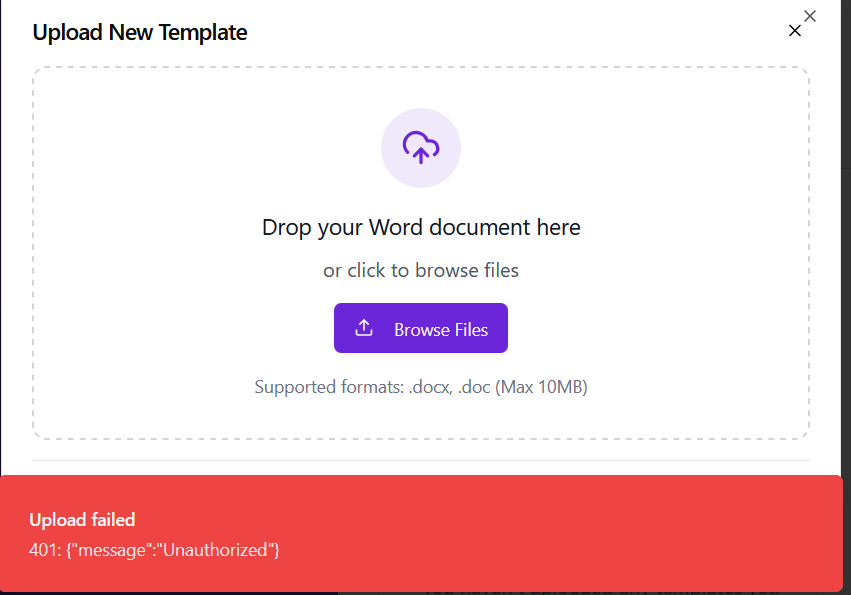 Upload New Template
Drop your Word document here
or click to browse files
Browse Files
Supported formats: .docx, .doc (Max 10MB)
Upload failed
401: {"message":"Unauthorized"}